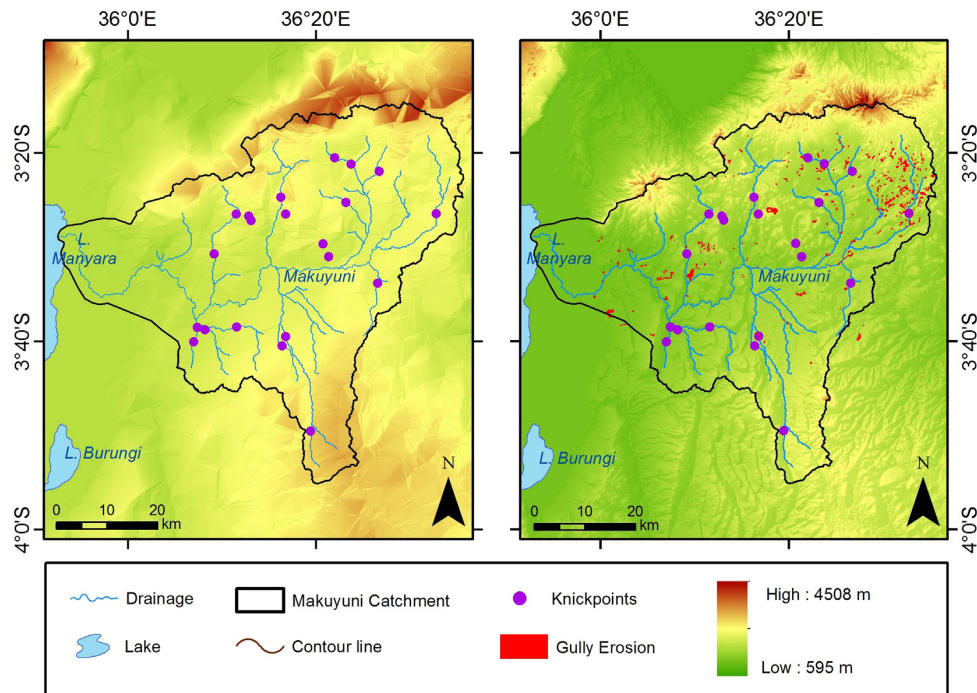 36°0'E
36°20'E
36°0'E
36°20'E
3°20'S
3°40'S
4°0'S
L.
Manyara
Makuyuni
L. Burungi
N
0
10
20
km
L.
Manyara
Makuyuni
L. Burungi
N
0
10
20
km
3°20'S
3°40'S
4°0'S
Drainage
Makuyuni Catchment
Knickpoints
High : 4508 m
Lake
Contour line
Gully Erosion
Low : 595 m